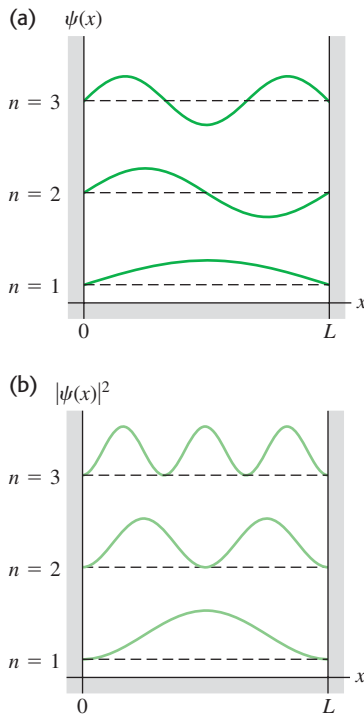 (a) ψ(x)
n = 3
n = 2
n = 1
x
0 L
(b) |ψ(x)|²
n = 3
n = 2
n = 1
x
0 L